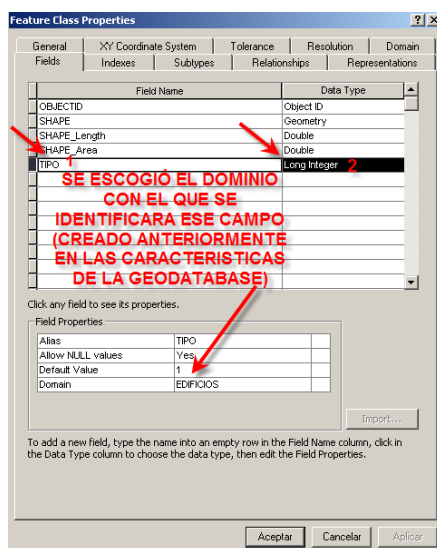 Feature Class Properties
General XY Coordinate System Tolerance Resolution Domain
Fields Indexes Subtypes Relationships Representations
Field Name Data Type
OBJECTID Object ID
SHAPE Geometry
SHAPE_Length Double
SHAPE_Area Double
TIPO 1 Long Integer 2
SE ESCOGIÓ EL DOMINIO
CON EL QUE SE
IDENTIFICARA ESE CAMPO
(CREADO ANTERIORMENTE
EN LAS CARACTERISTICAS
DE LA GEODATABASE)
Click any field to see its properties.
Field Properties
Alias TIPO
Allow NULL values Yes
Default Value 1
Domain EDIFICIOS
Import...
To add a new field, type the name into an empty row in the Field Name column, click in
the Data Type column to choose the data type, then edit the Field Properties.
Aceptar Cancelar Aplicar